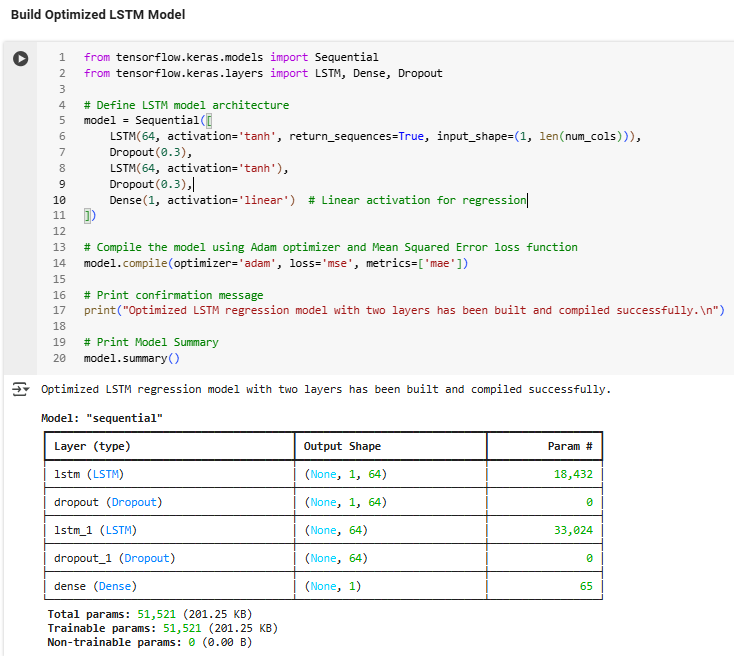 Build Optimized LSTM Model
1 from tensorflow.keras.models import Sequential
2 from tensorflow.keras.layers import LSTM, Dense, Dropout
3
4 # Define LSTM model architecture
5 model = Sequential([
6 LSTM(64, activation='tanh', return_sequences=True, input_shape=(1, len(num_cols))),
7 Dropout(0.3),
8 LSTM(64, activation='tanh'),
9 Dropout(0.3),
10 Dense(1, activation='linear') # Linear activation for regression
11 ])
12
13 # Compile the model using Adam optimizer and Mean Squared Error loss function
14 model.compile(optimizer='adam', loss='mse', metrics=['mae'])
15
16 # Print confirmation message
17 print("Optimized LSTM regression model with two layers has been built and compiled successfully.\n")
18
19 # Print Model Summary
20 model.summary()
Optimized LSTM regression model with two layers has been built and compiled successfully.
Model: "sequential"
Layer (type) Output Shape Param #
lstm (LSTM) (None, 1, 64) 18,432
dropout (Dropout) (None, 1, 64) 0
lstm_1 (LSTM) (None, 64) 33,024
dropout_1 (Dropout) (None, 64) 0
dense (Dense) (None, 1) 65
Total params: 51,521 (201.25 KB)
Trainable params: 51,521 (201.25 KB)
Non-trainable params: 0 (0.00 B)